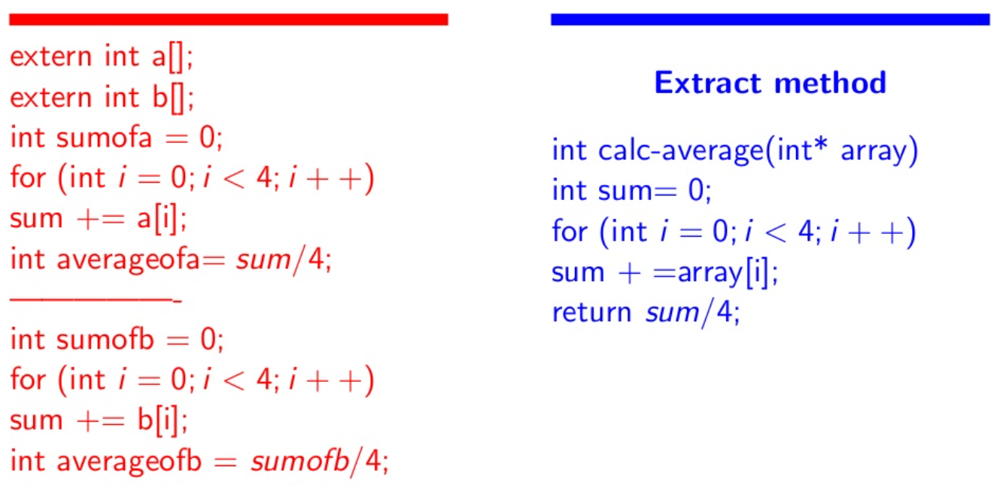 extern int a[];
extern int b[];
int sumofa = 0;
for (int i = 0; i < 4; i + +)
sum += a[i];
int averageofa= sum/4;
——————-
int sumofb = 0;
for (int i = 0; i < 4; i + +)
sum += b[i];
int averageofb = sumofb/4;
Extract method
int calc-average(int* array)
int sum= 0;
for (int i = 0; i < 4; i + +)
sum + =array[i];
return sum/4;